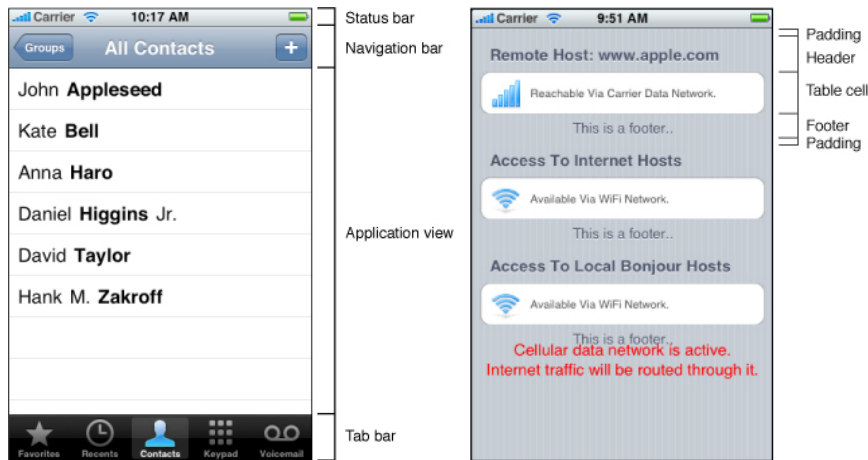 Carrier 10:17 AM
Groups All Contacts +
John Appleseed
Kate Bell
Anna Haro
Daniel Higgins Jr.
David Taylor
Hank M. Zakroff
Favorites Recents Contacts Keypad Voicemail
Status bar
Navigation bar
Application view
Tab bar
Carrier 9:51 AM
Remote Host: www.apple.com
Reachable Via Carrier Data Network.
This is a footer..
Access To Internet Hosts
Available Via WiFi Network.
This is a footer..
Access To Local Bonjour Hosts
Available Via WiFi Network.
This is a footer..
Cellular data network is active.
Internet traffic will be routed through it.
Padding
Header
Table cell
Footer
Padding